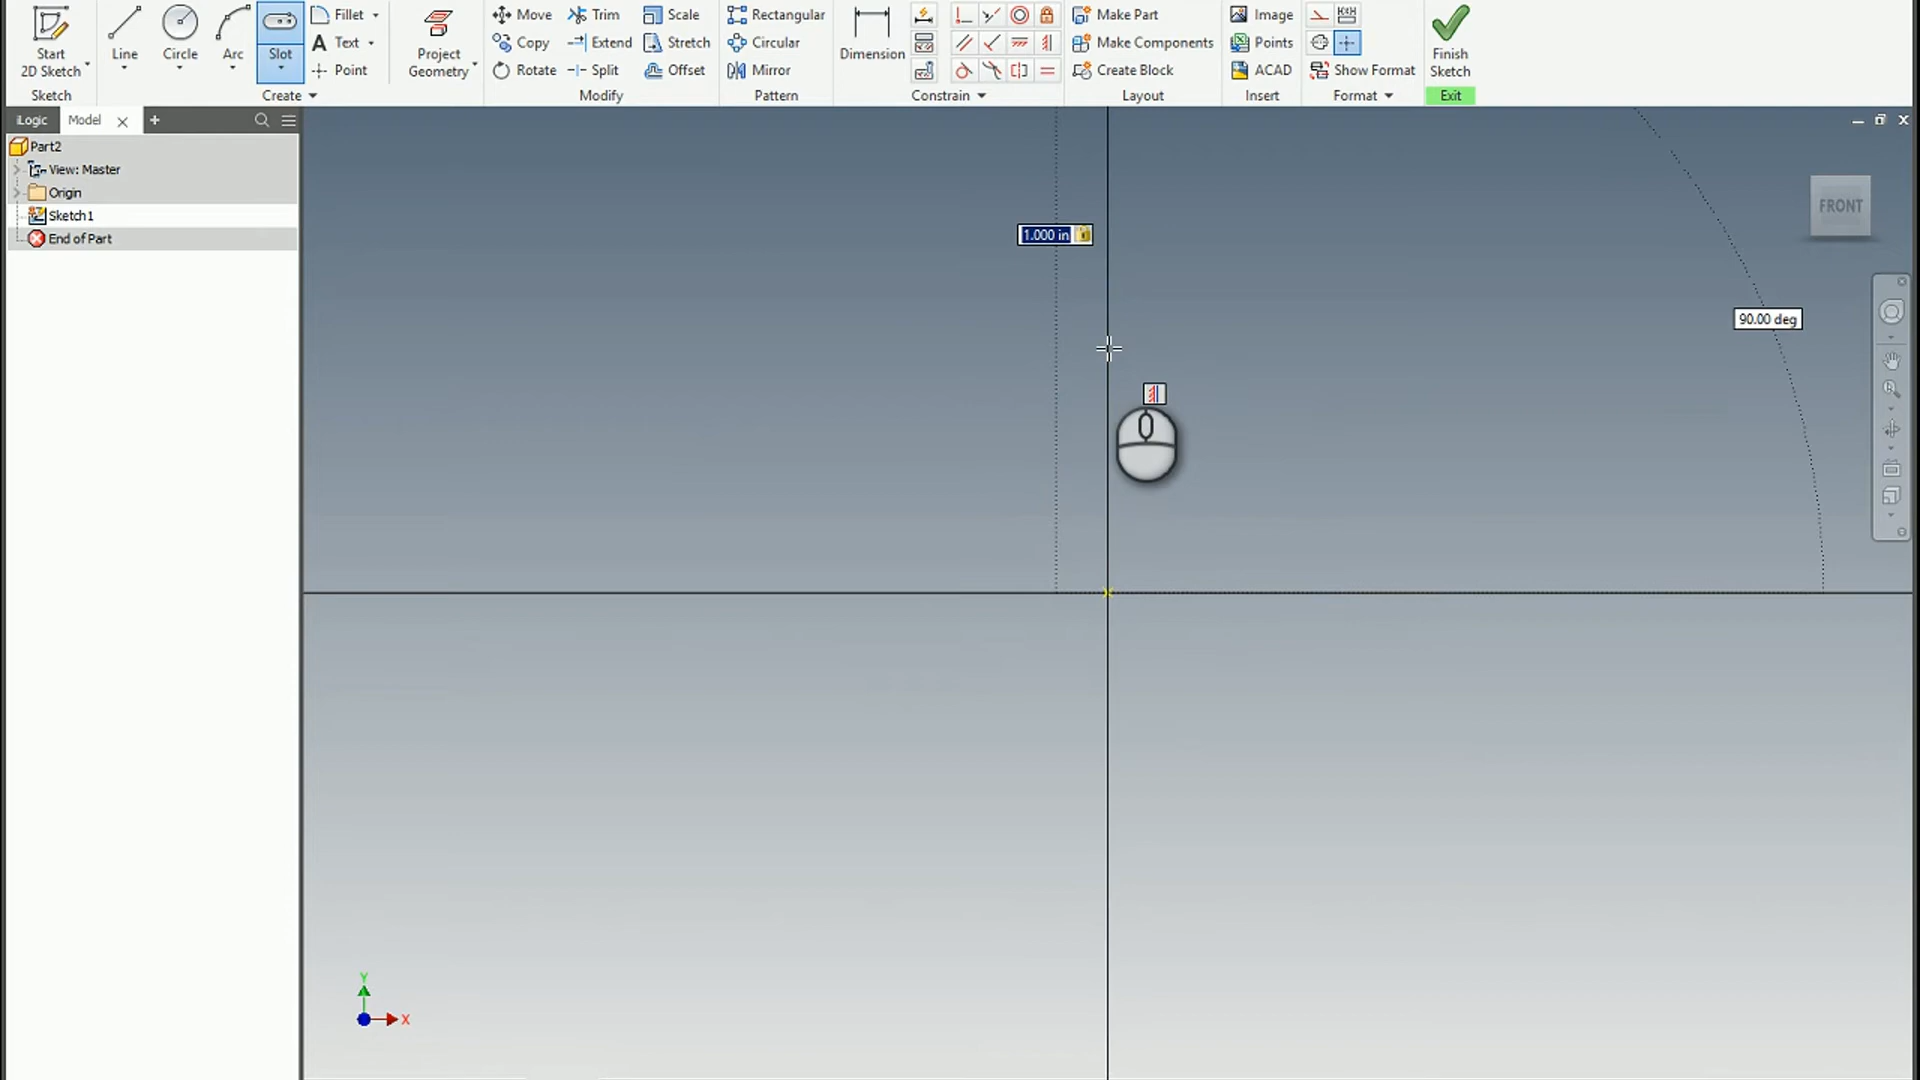 Start
2D Sketch
Sketch
Line
Circle
Arc
Slot
Fillet
Text
Point
Create
Project
Geometry
Move
Copy
Rotate
Trim
Extend
Split
Scale
Stretch
Offset
Modify
Rectangular
Circular
Mirror
Pattern
Dimension
Constrain
Make Part
Make Components
Create Block
Layout
Image
Points
ACAD
Insert
Show Format
Format
Finish
Sketch
Exit
iLogic
Model
Part2
View: Master
Origin
Sketch1
End of Part
1.000 in
90.00 deg
FRONT
Y
X